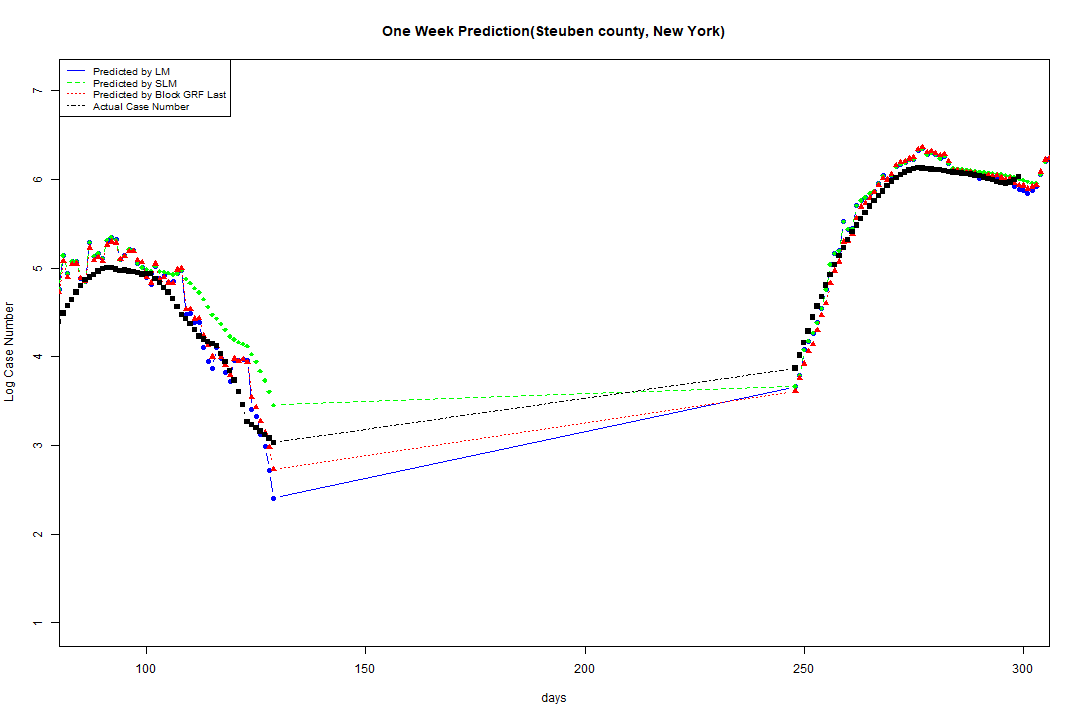 One Week Prediction(Steuben county, New York)
Predicted by LM
Predicted by SLM
Predicted by Block GRF Last
Actual Case Number
Log Case Number
7
6
5
4
3
2
1
100 150 200 250 300
days